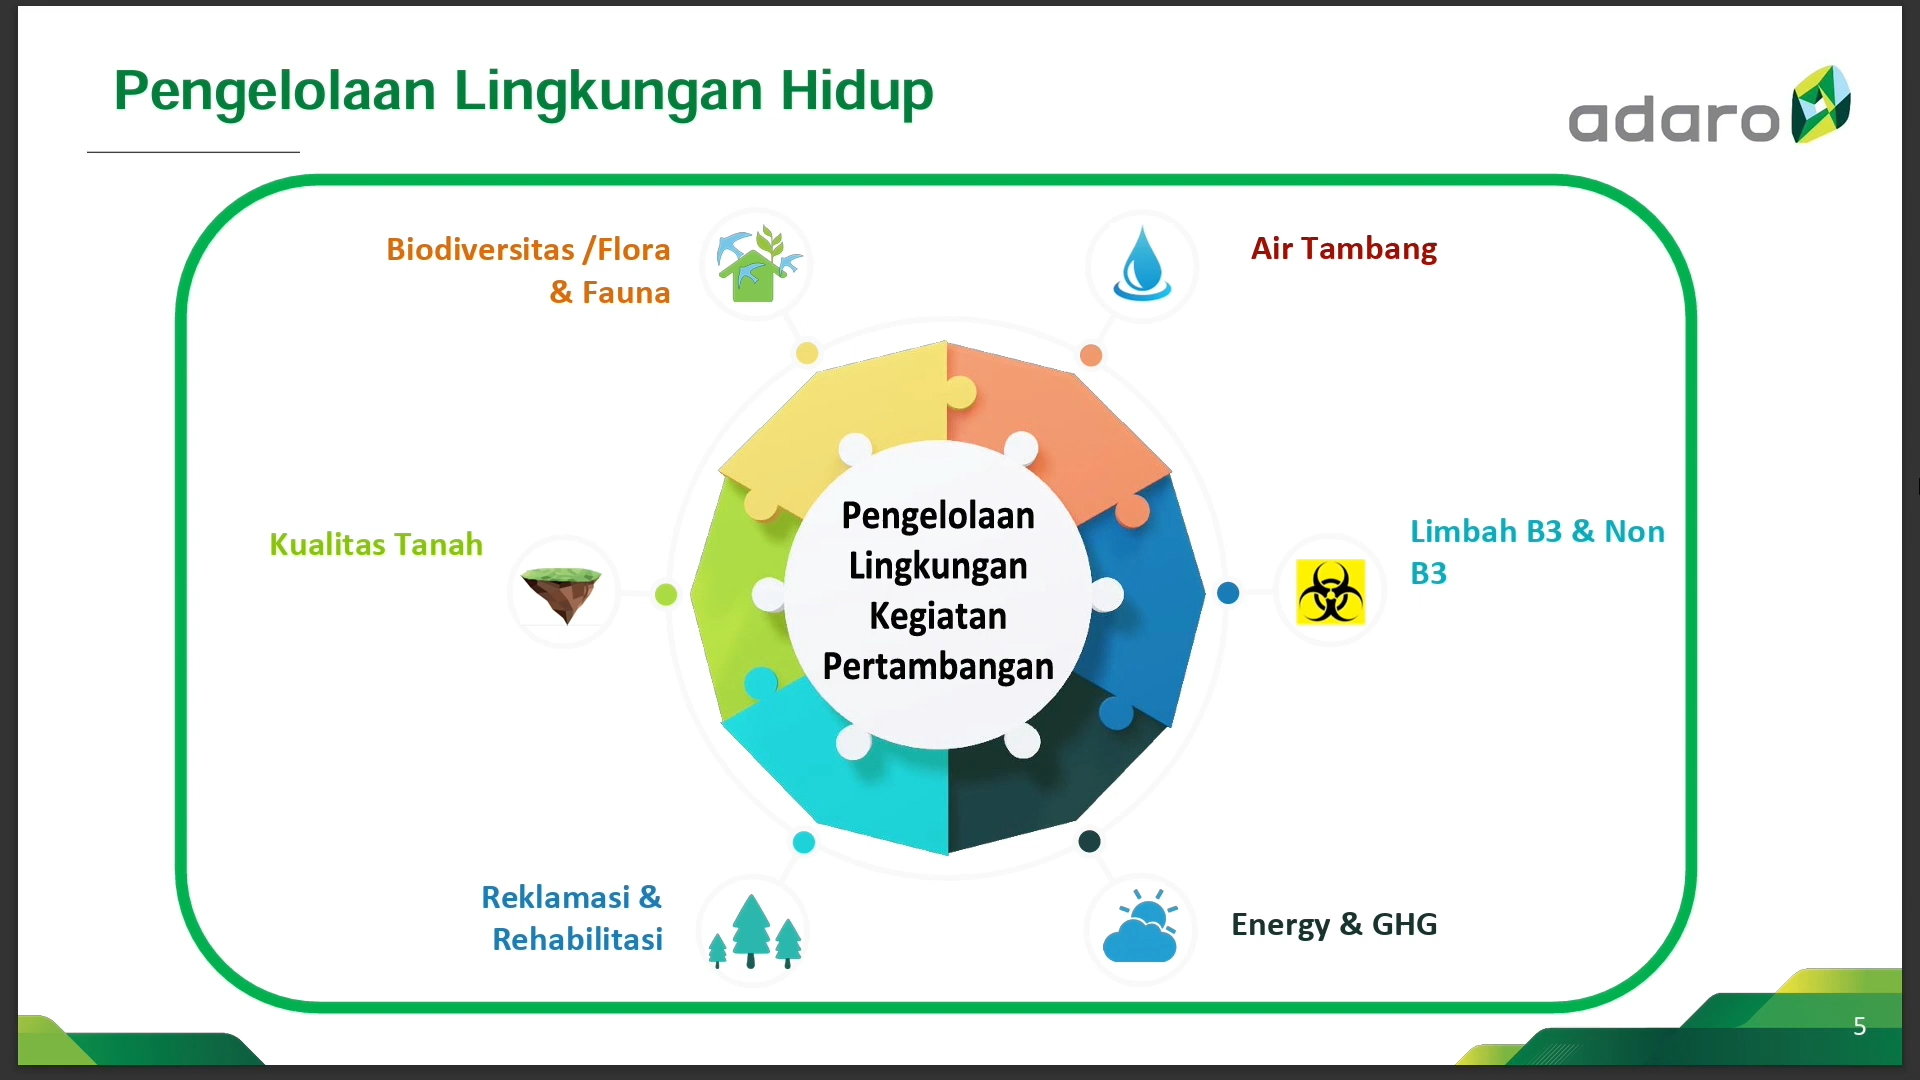 Pengelolaan Lingkungan Hidup
adaro
Biodiversitas /Flora
& Fauna
Air Tambang
Kualitas Tanah
Pengelolaan
Lingkungan
Kegiatan
Pertambangan
Limbah B3 & Non
B3
Reklamasi &
Rehabilitasi
Energy & GHG
5